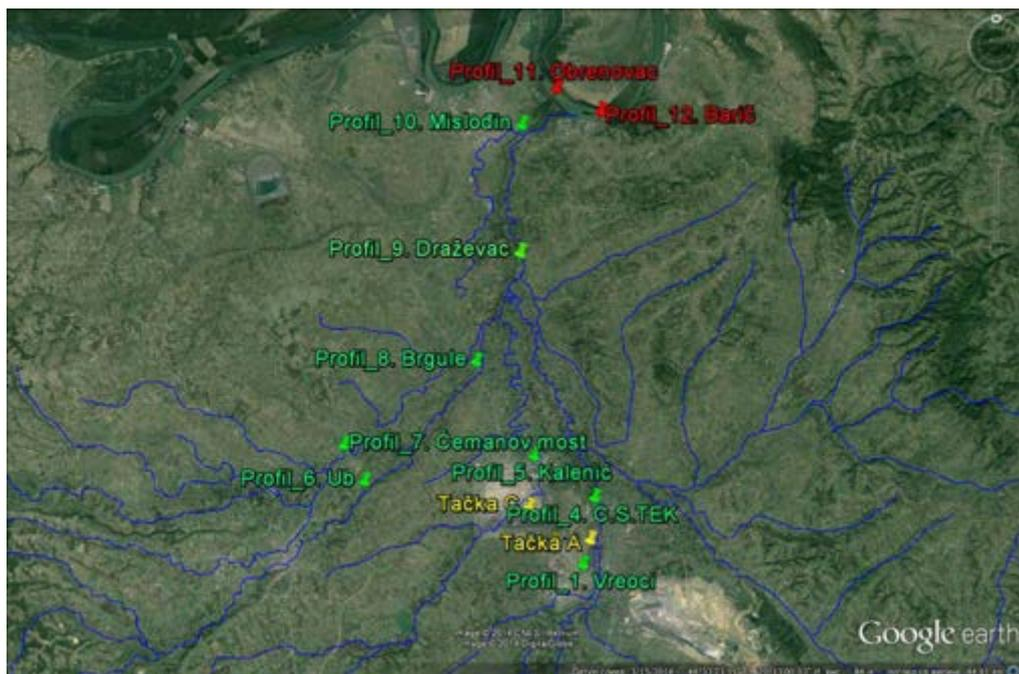 Profil_11. Obrenovac
Profil_12. Barič
Profil_10. Mislođin
Profil_9. Draževac
Profil_8. Brgule
Profil_7. Čemanov most
Profil_5. Kalenić
Profil_6. Ub
Tačka C
Profil_4. C.S.TEK
Tačka A
Profil_1. Vreoci
Google earth